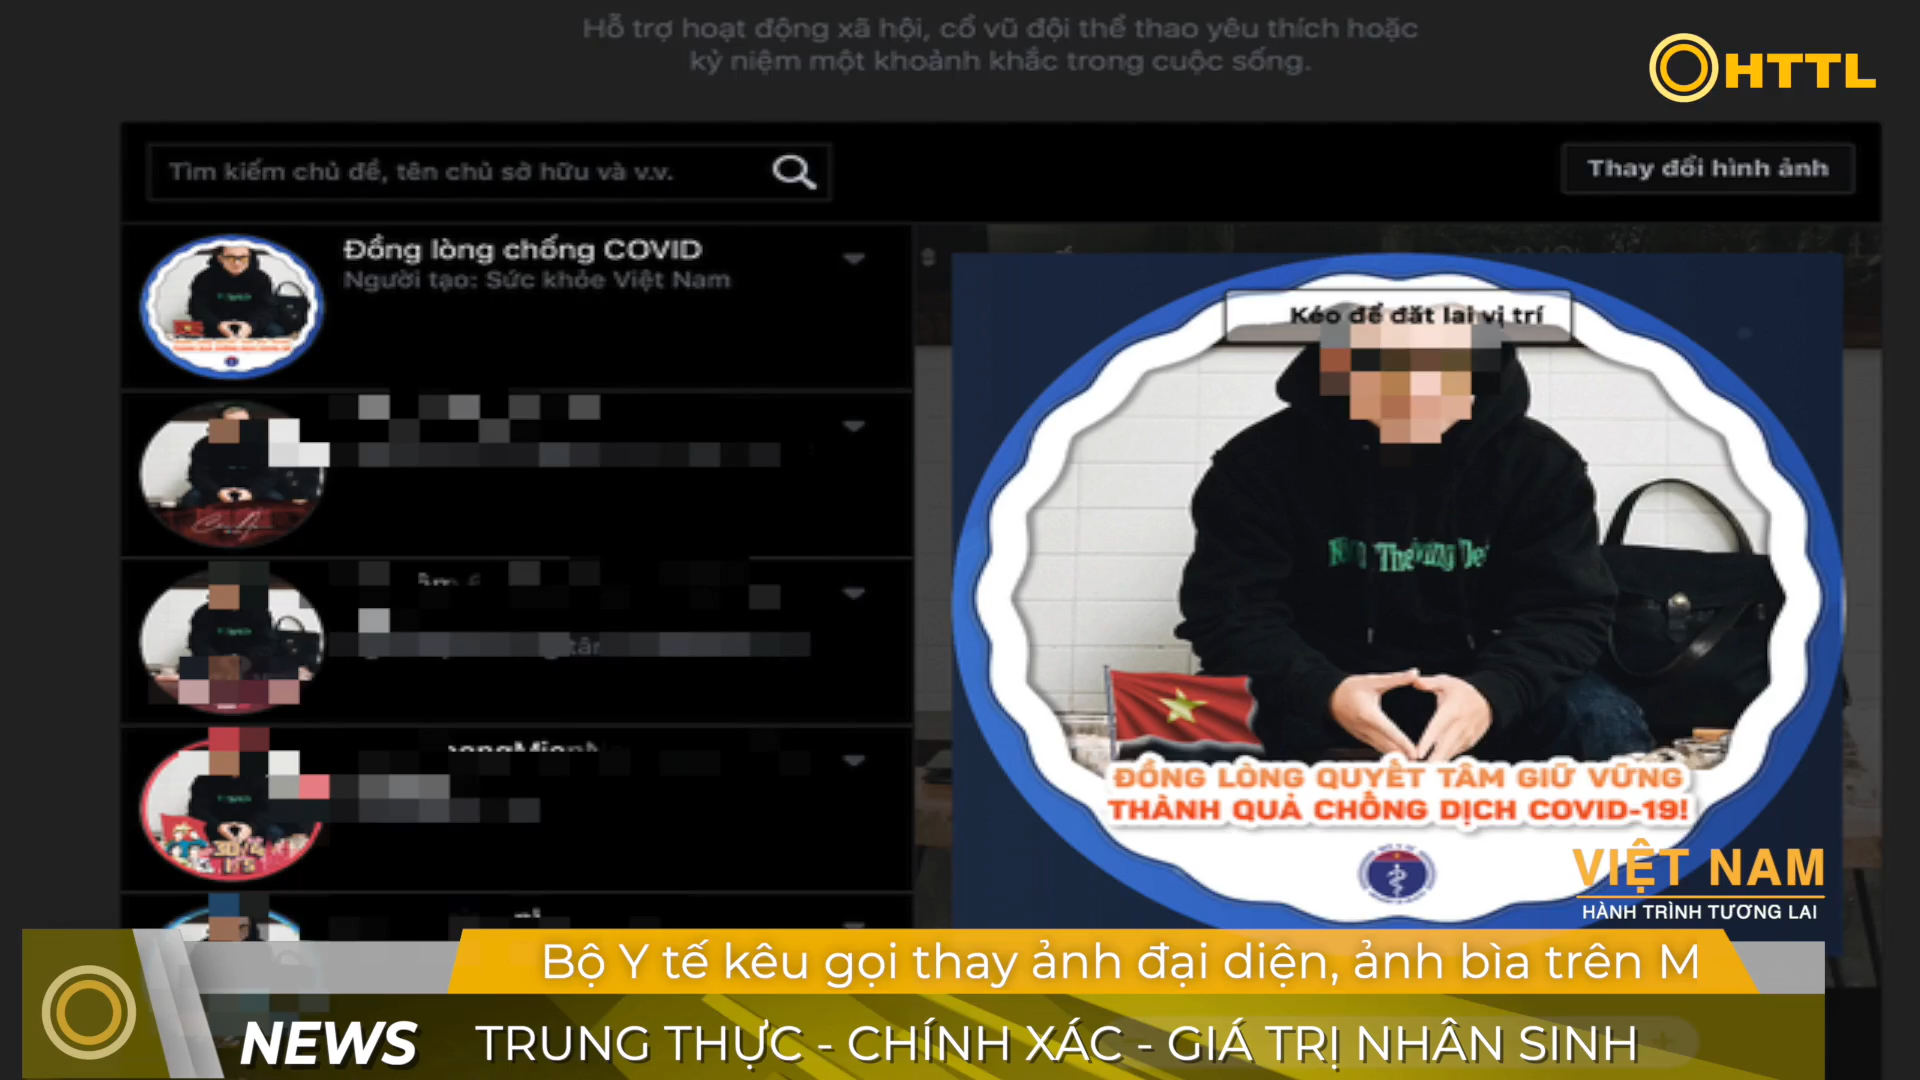 Hỗ trợ hoạt động xã hội, cổ vũ đội thể thao yêu thích hoặc
kỷ niệm một khoảnh khắc trong cuộc sống.
HTTL
Tìm kiếm chủ đề, tên chủ sở hữu và v.v.
Thay đổi hình ảnh
Đồng lòng chống COVID
Người tạo: Sức khỏe Việt Nam
Kéo để đặt lại vị trí
ĐỒNG LÒNG QUYẾT TÂM GIỮ VỮNG
THÀNH QUẢ CHỐNG DỊCH COVID-19!
VIỆT NAM
HÀNH TRÌNH TƯƠNG LAI
Bộ Y tế kêu gọi thay ảnh đại diện, ảnh bìa trên M
NEWS
TRUNG THỰC - CHÍNH XÁC - GIÁ TRỊ NHÂN SINH